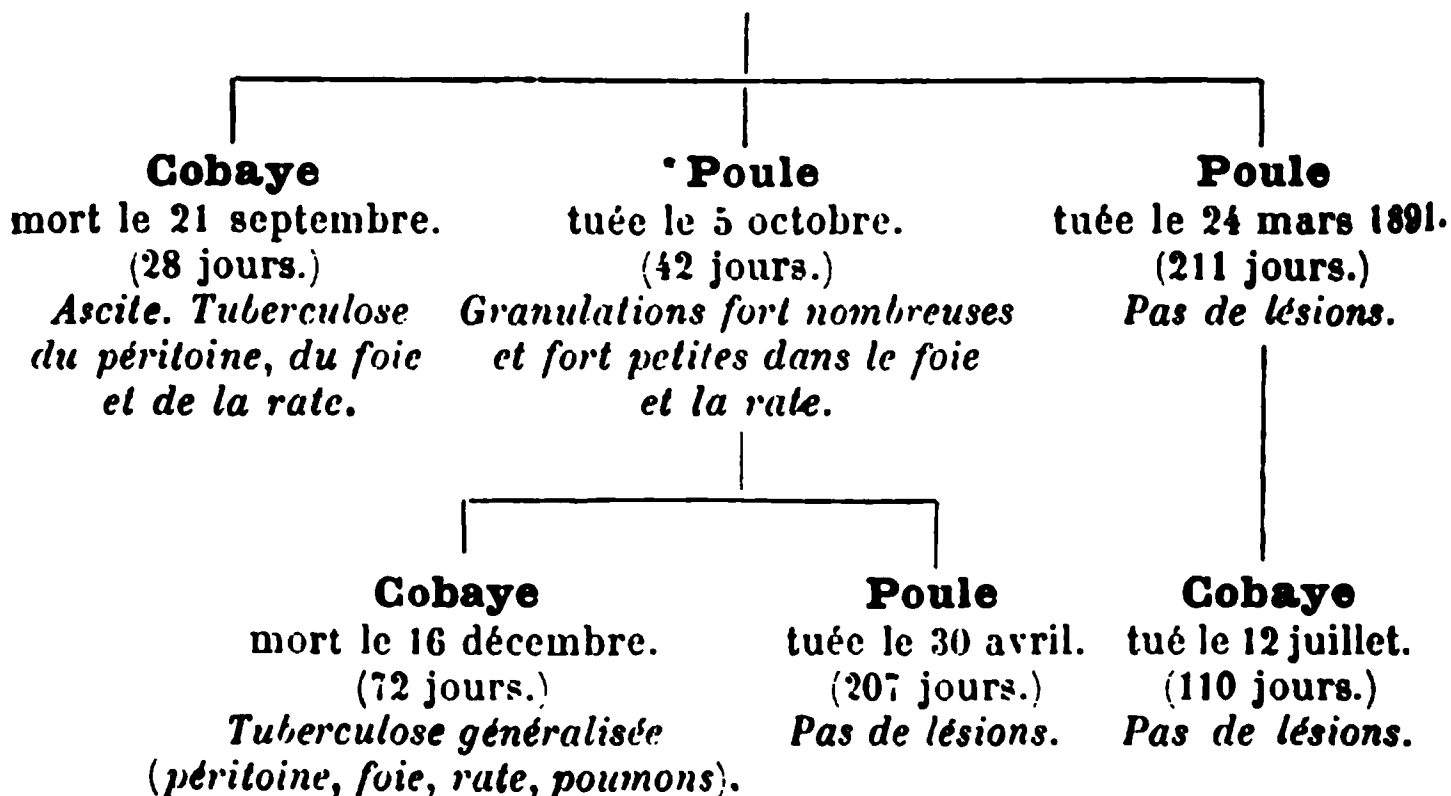 Cobaye
mort le 21 septembre.
(28 jours.)
Ascite. Tuberculose
du péritoine, du foie
et de la rate.
Poule
tuée le 5 octobre.
(42 jours.)
Granulations fort nombreuses
et fort petites dans le foie
et la rate.
Poule
tuée le 24 mars 1891.
(211 jours.)
Pas de lésions.
Cobaye
mort le 16 décembre.
(72 jours.)
Tuberculose généralisée
(péritoine, foie, rate, poumons).
Poule
tuée le 30 avril.
(207 jours.)
Pas de lésions.
Cobaye
tué le 12 juillet.
(110 jours.)
Pas de lésions.